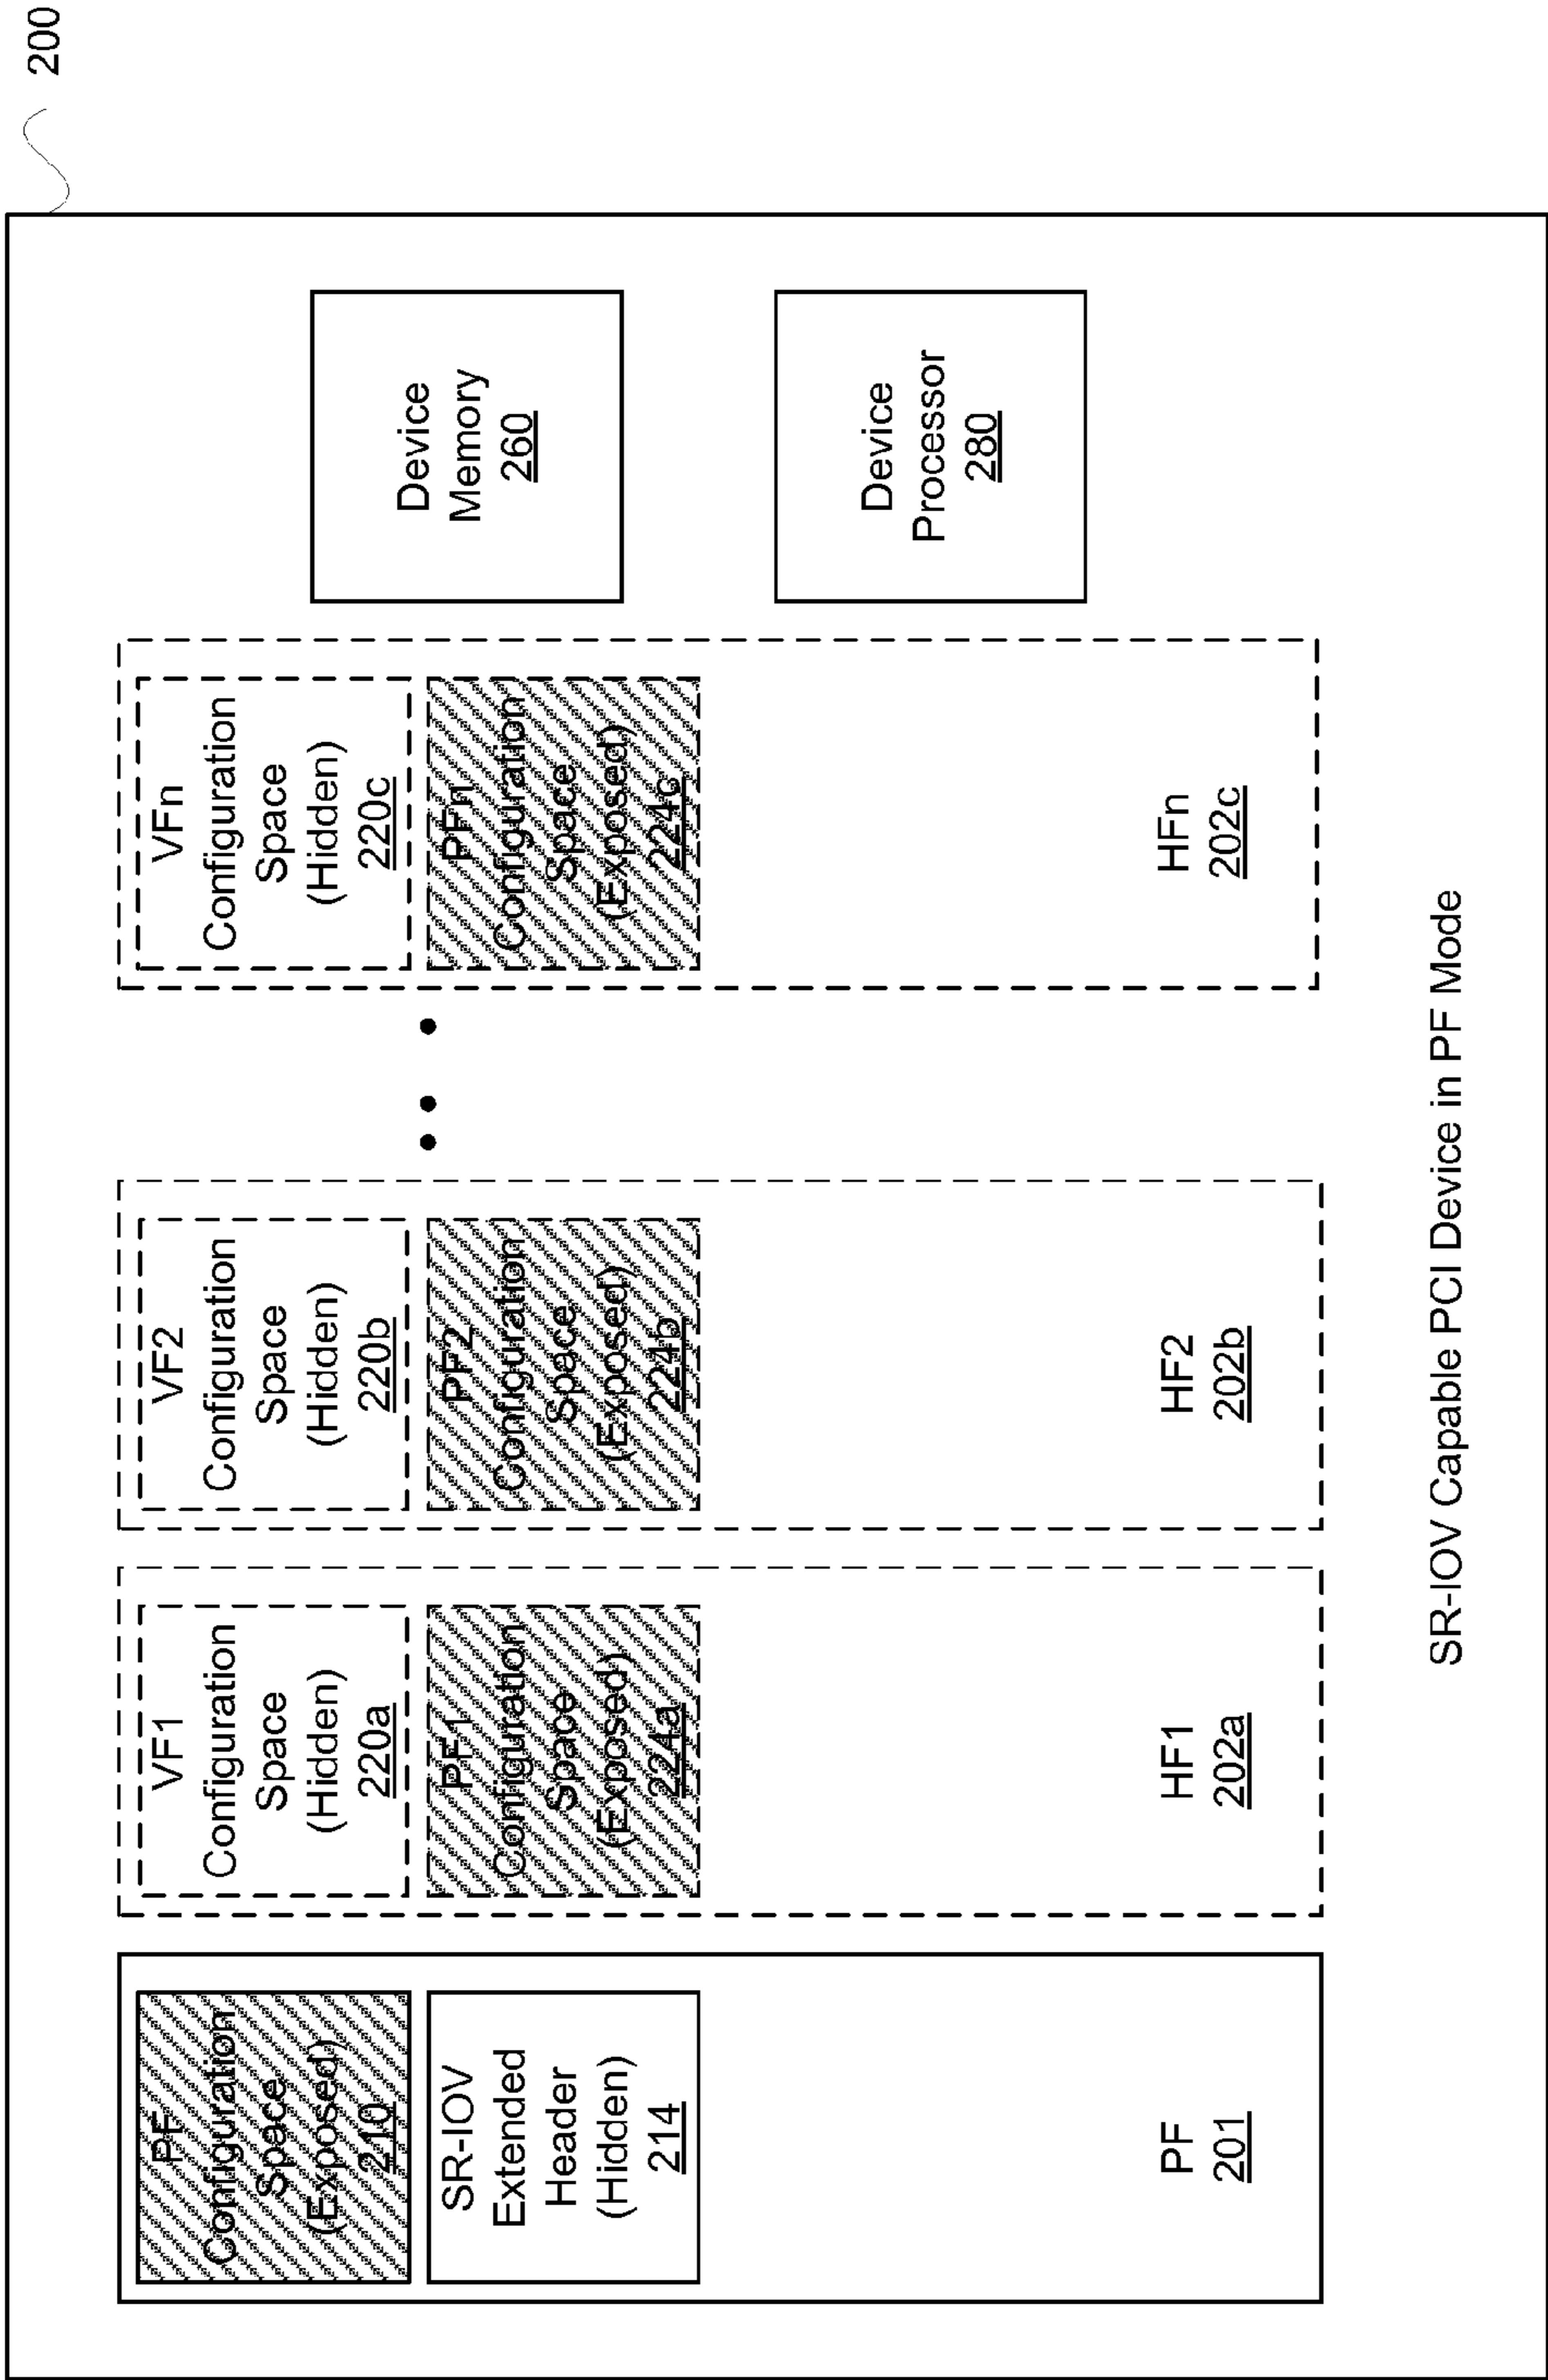 200
PF
Configuration
Space
(Exposed)
210
SR-IOV
Extended
Header
(Hidden)
214
PF
201
VF1
Configuration
Space
(Hidden)
220a
PF1
Configuration
Space
(Exposed)
224a
HF1
202a
VF2
Configuration
Space
(Hidden)
220b
PF2
Configuration
Space
(Exposed)
224b
HF2
202b
VFn
Configuration
Space
(Hidden)
220c
PFn
Configuration
Space
(Exposed)
224c
HFn
202c
Device
Memory
260
Device
Processor
280
SR-IOV Capable PCI Device in PF Mode